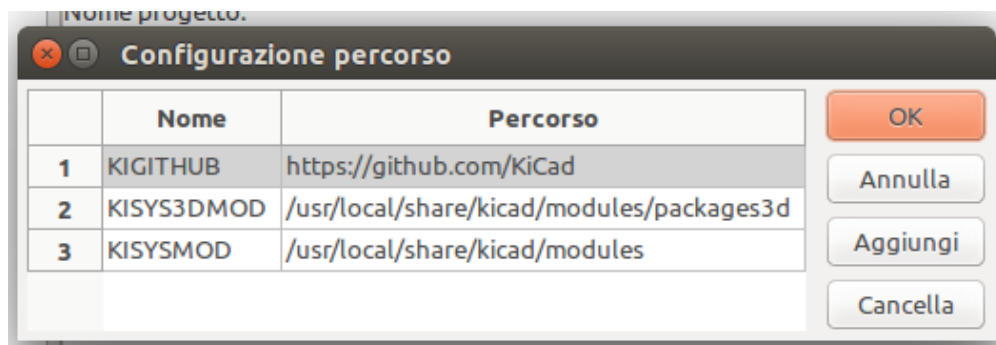 Nome progetto:
Configurazione percorso
Nome Percorso OK
1 KIGITHUB https://github.com/KiCad
Annulla
2 KISYS3DMOD /usr/local/share/kicad/modules/packages3d
3 KISYSMOD /usr/local/share/kicad/modules
Aggiungi
Cancella